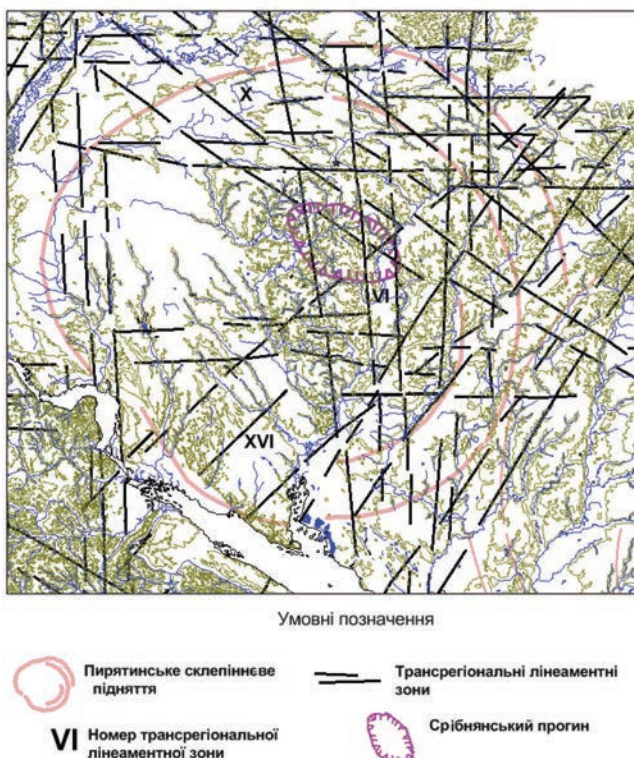 X
VI
XVI
Умовні позначення
Пирятинське склепіннєве
підняття
Трансрегіональні лінеаментні
зони
VI Номер трансрегіональної
лінеаментної зони
Срібнянський прогин